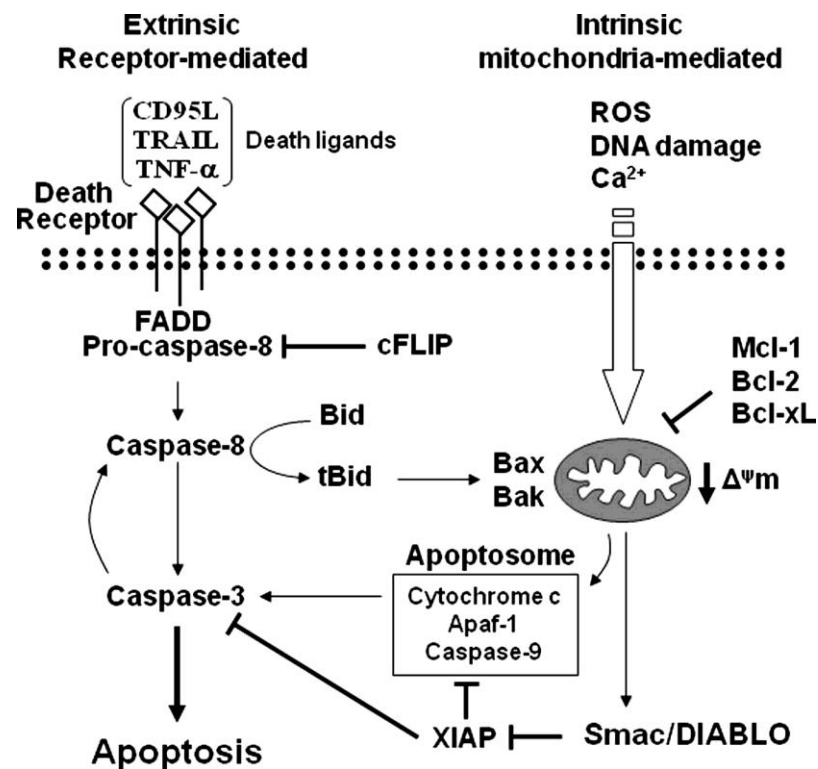 Extrinsic
Receptor-mediated
Intrinsic
mitochondria-mediated
CD95L
TRAIL
TNF-α
Death ligands
ROS
DNA damage
Ca²⁺
Death
Receptor
FADD
Pro-caspase-8
cFLIP
Mcl-1
Bcl-2
Bcl-xL
Caspase-8
Bid
tBid
Bax
Bak
ΔΨm
Apoptosome
Caspase-3
Cytochrome c
Apaf-1
Caspase-9
XIAP
Smac/DIABLO
Apoptosis